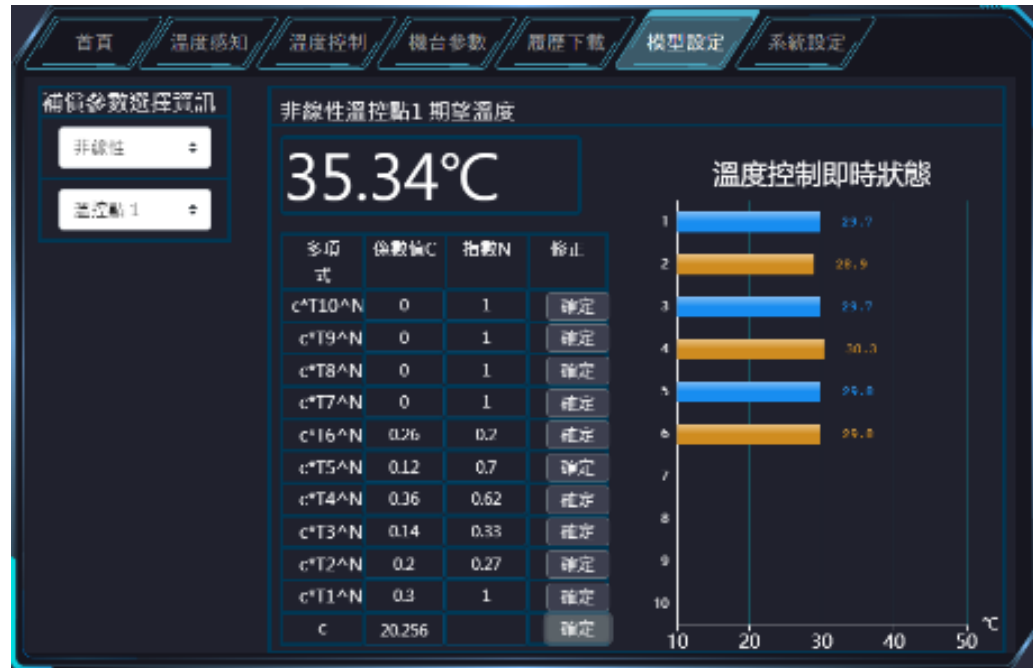 首頁 溫度感知 溫度控制 機台參數 履歷下載 模型設定 系統設定
補償參數選擇資訊
非線性
溫控點 1
非線性溫控點1 期望溫度
35.34℃
多項式 係數值C 指數N 修正
c*T10^N 0 1 確定
c*T9^N 0 1 確定
c*T8^N 0 1 確定
c*T7^N 0 1 確定
c*T6^N 0.26 0.2 確定
c*T5^N 0.12 0.7 確定
c*T4^N 0.36 0.62 確定
c*T3^N 0.14 0.33 確定
c*T2^N 0.2 0.27 確定
c*T1^N 0.3 1 確定
c 20.256 確定
溫度控制即時狀態
1 29.7
2 28.9
3 29.7
4 30.3
5 29.8
6 29.8
7
8
9
10
10 20 30 40 50 ℃